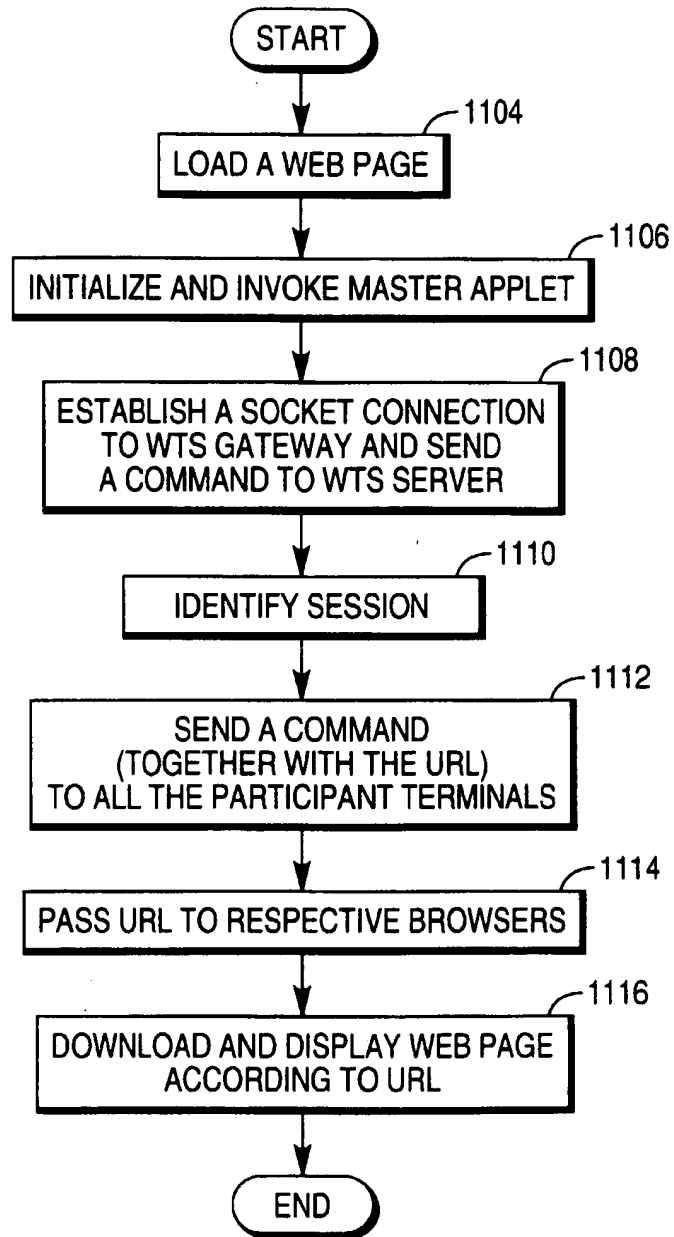 START
1104
LOAD A WEB PAGE
1106
INITIALIZE AND INVOKE MASTER APPLET
1108
ESTABLISH A SOCKET CONNECTION
TO WTS GATEWAY AND SEND
A COMMAND TO WTS SERVER
1110
IDENTIFY SESSION
1112
SEND A COMMAND
(TOGETHER WITH THE URL)
TO ALL THE PARTICIPANT TERMINALS
1114
PASS URL TO RESPECTIVE BROWSERS
1116
DOWNLOAD AND DISPLAY WEB PAGE
ACCORDING TO URL
END